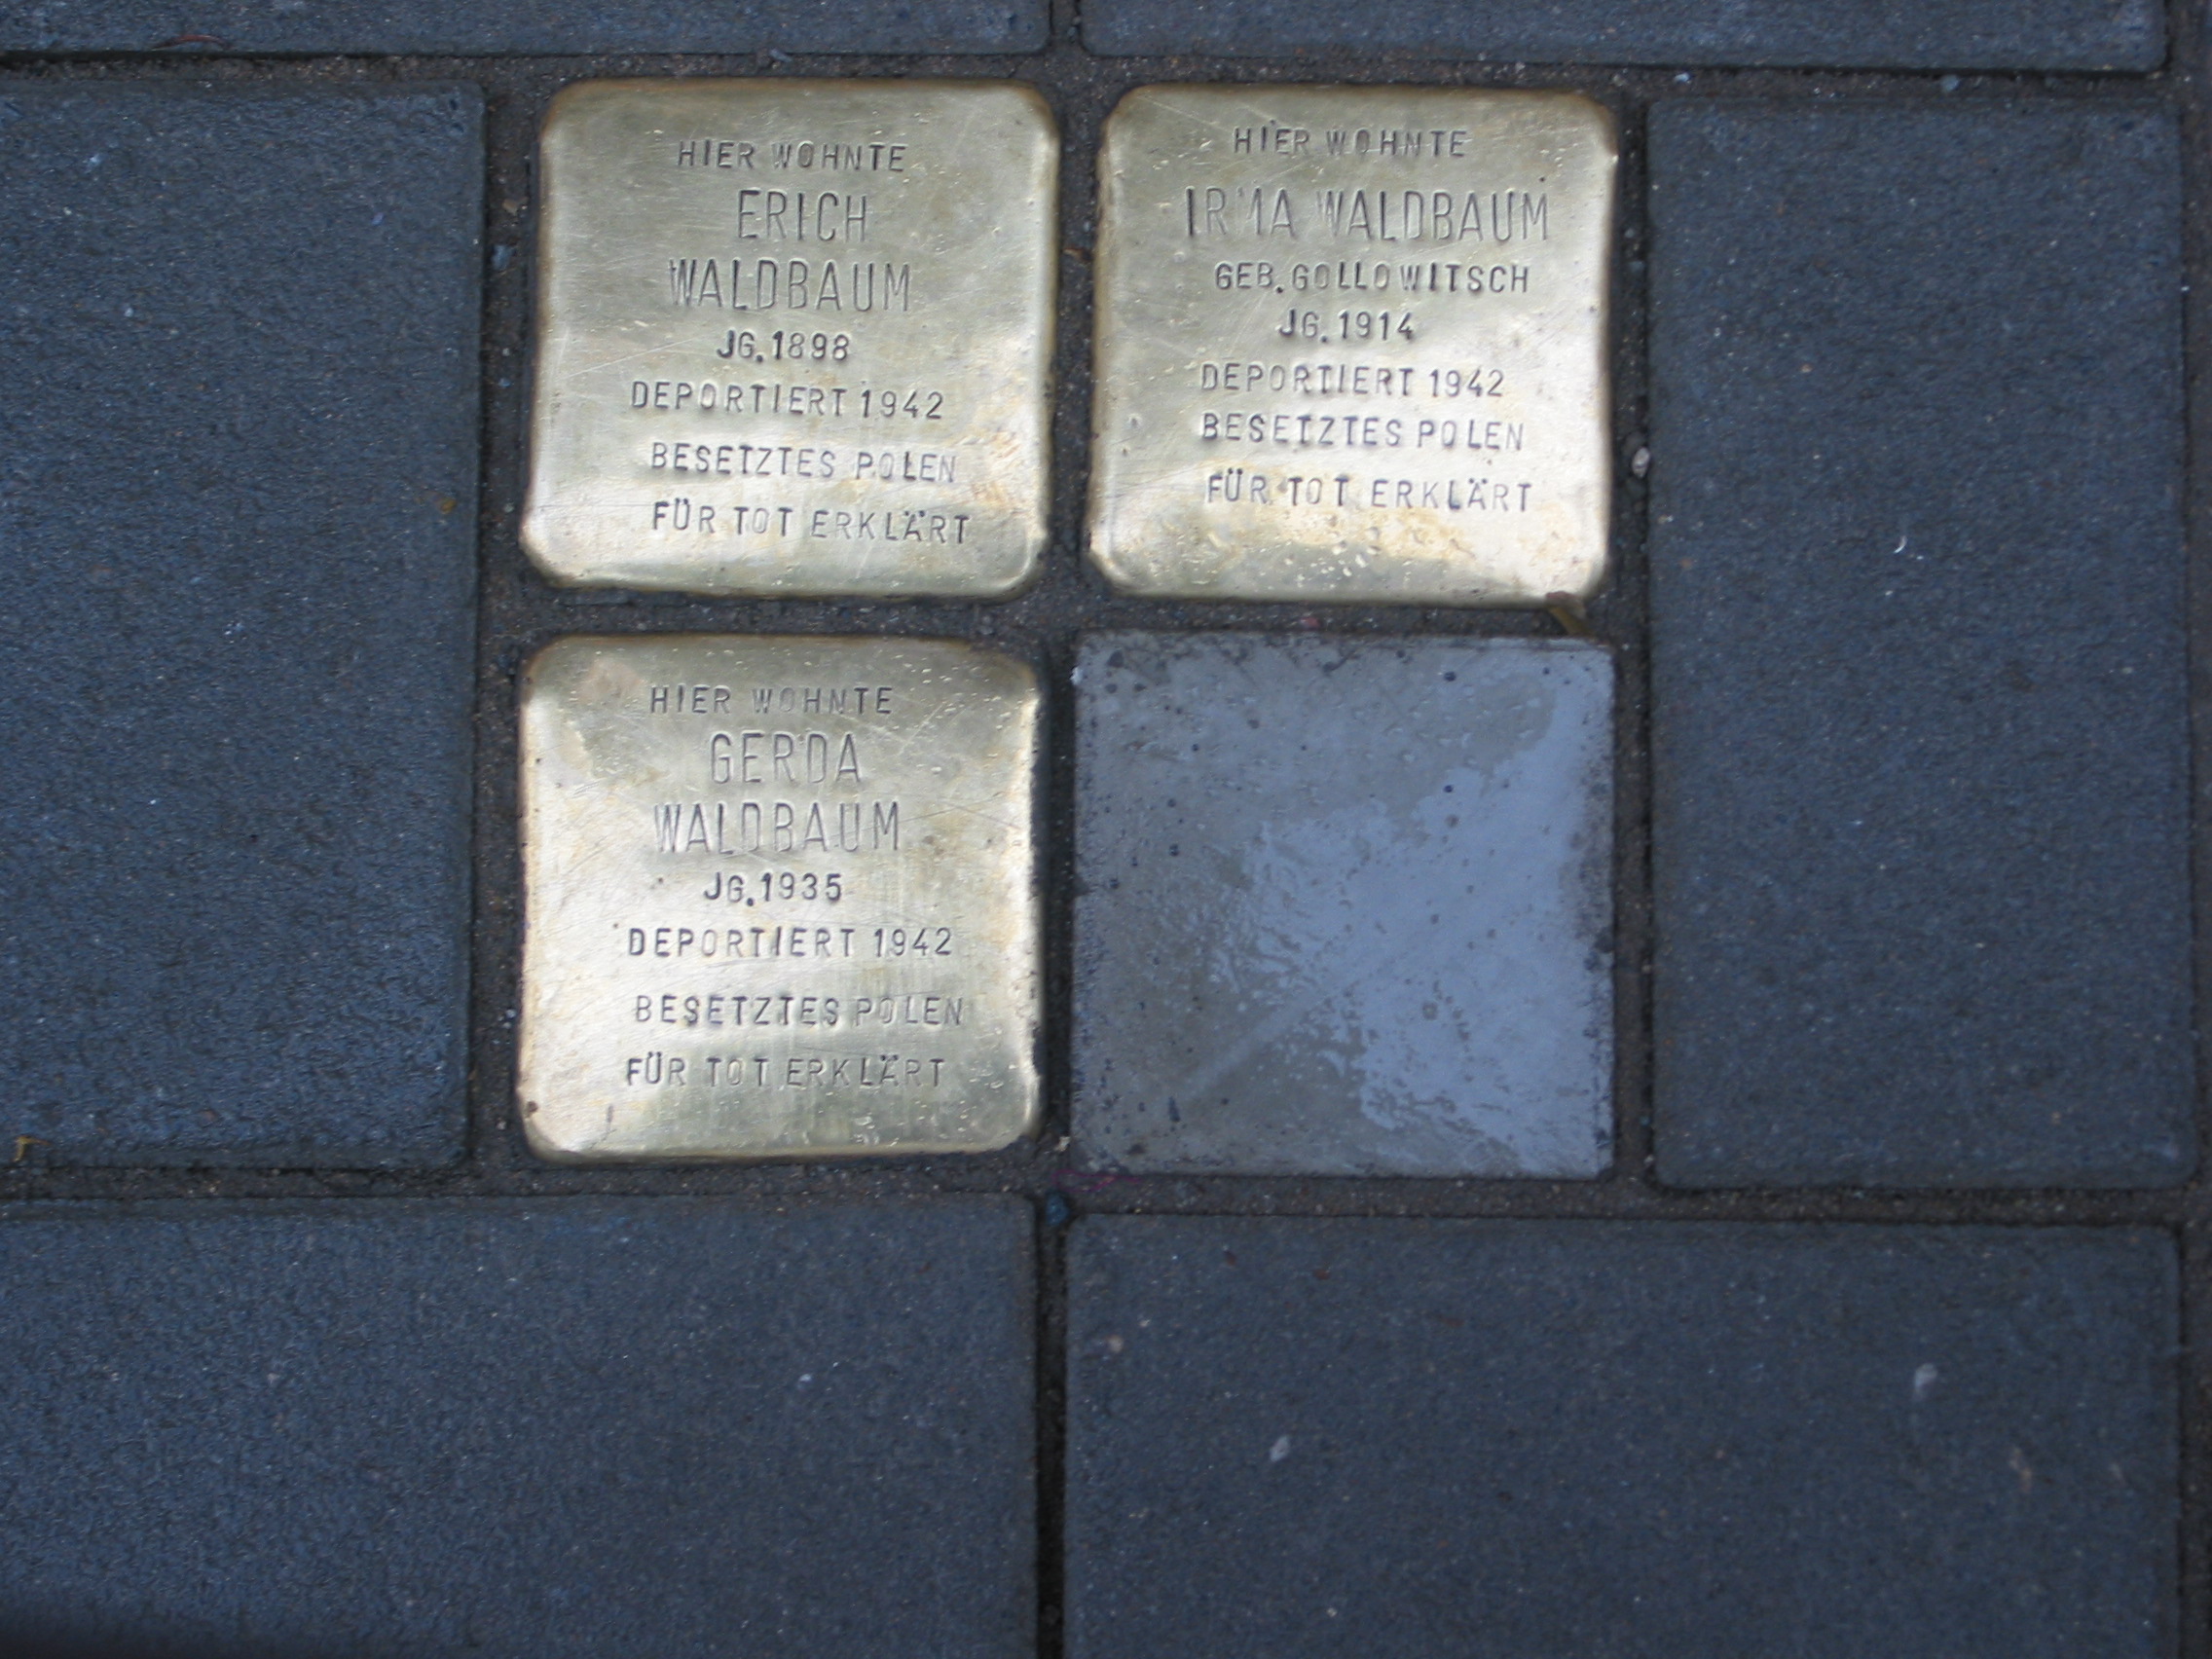 HIER WOHNTE
ERICH
WALDBAUM
JG. 1898
DEPORTIERT 1942
BESETZTES POLEN
FÜR TOT ERKLÄRT
HIER WOHNTE
IRMA WALDBAUM
GEB. GOLLOWITSCH
JG. 1914
DEPORTIERT 1942
BESETZTES POLEN
FÜR TOT ERKLÄRT
HIER WOHNTE
GERDA
WALDBAUM
JG. 1935
DEPORTIERT 1942
BESETZTES POLEN
FÜR TOT ERKLÄRT